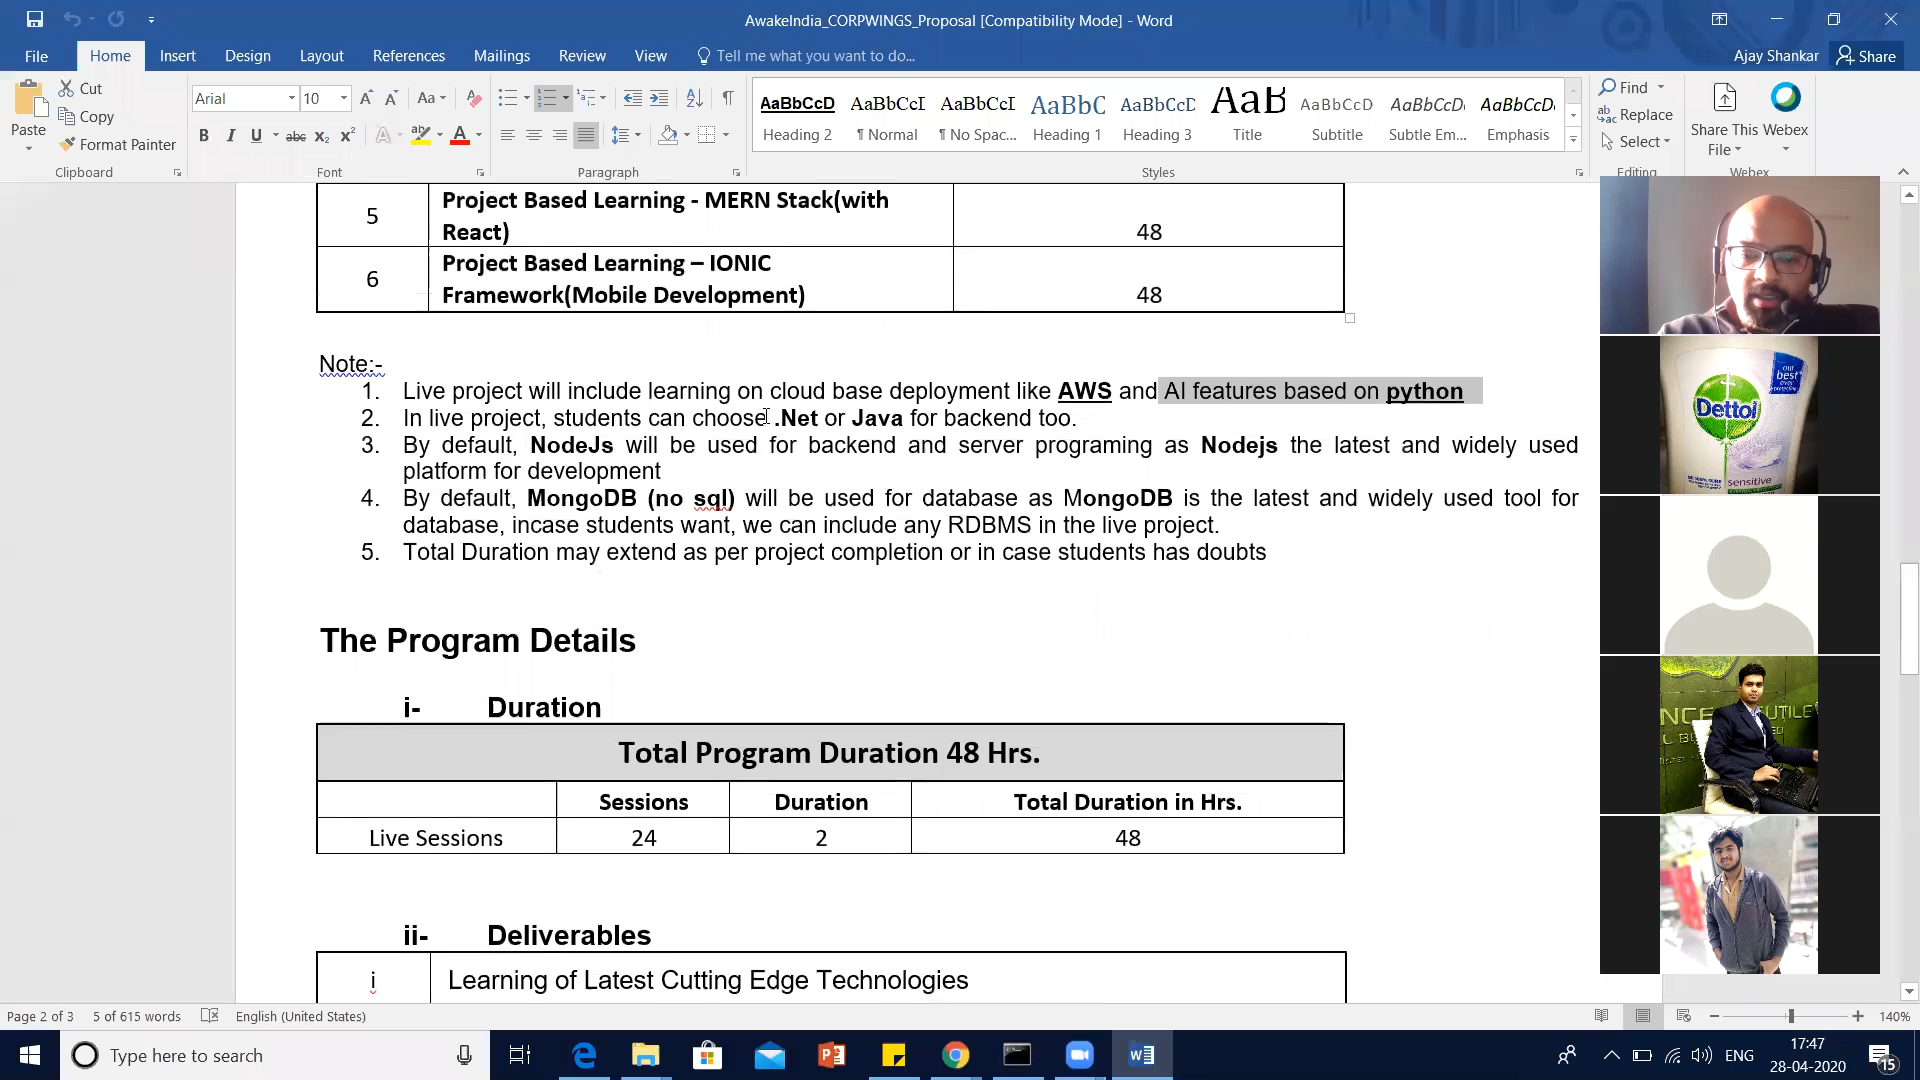 AwakeIndia_CORPWINGS_Proposal [Compatibility Mode] - Word
File Home Insert Design Layout References Mailings Review View Tell me what you want to do... Ajay Shankar Share
Paste Cut Copy Format Painter Clipboard
Arial 10 Font
Paragraph
AaBbCcD AaBbCcI AaBbCcI AaBbC AaBbCcD AaB AaBbCcD AaBbCcD AaBbCcD
Heading 2 ¶ Normal ¶ No Spac... Heading 1 Heading 3 Title Subtitle Subtle Em... Emphasis
Styles
Find Replace Select Editing
Share This File Webex
Webex
5 Project Based Learning - MERN Stack(with
React) 48
6 Project Based Learning – IONIC
Framework(Mobile Development) 48
Note:-
1. Live project will include learning on cloud base deployment like AWS and AI features based on python
2. In live project, students can choose .Net or Java for backend too.
3. By default, NodeJs will be used for backend and server programing as Nodejs the latest and widely used
platform for development
4. By default, MongoDB (no sql) will be used for database as MongoDB is the latest and widely used tool for
database, incase students want, we can include any RDBMS in the live project.
5. Total Duration may extend as per project completion or in case students has doubts
The Program Details
i- Duration
Total Program Duration 48 Hrs.
Sessions Duration Total Duration in Hrs.
Live Sessions 24 2 48
ii- Deliverables
i Learning of Latest Cutting Edge Technologies
our best
Dettol
sensitive
Page 2 of 3 5 of 615 words English (United States) 140%
Type here to search
ENG 17:47
28-04-2020 15